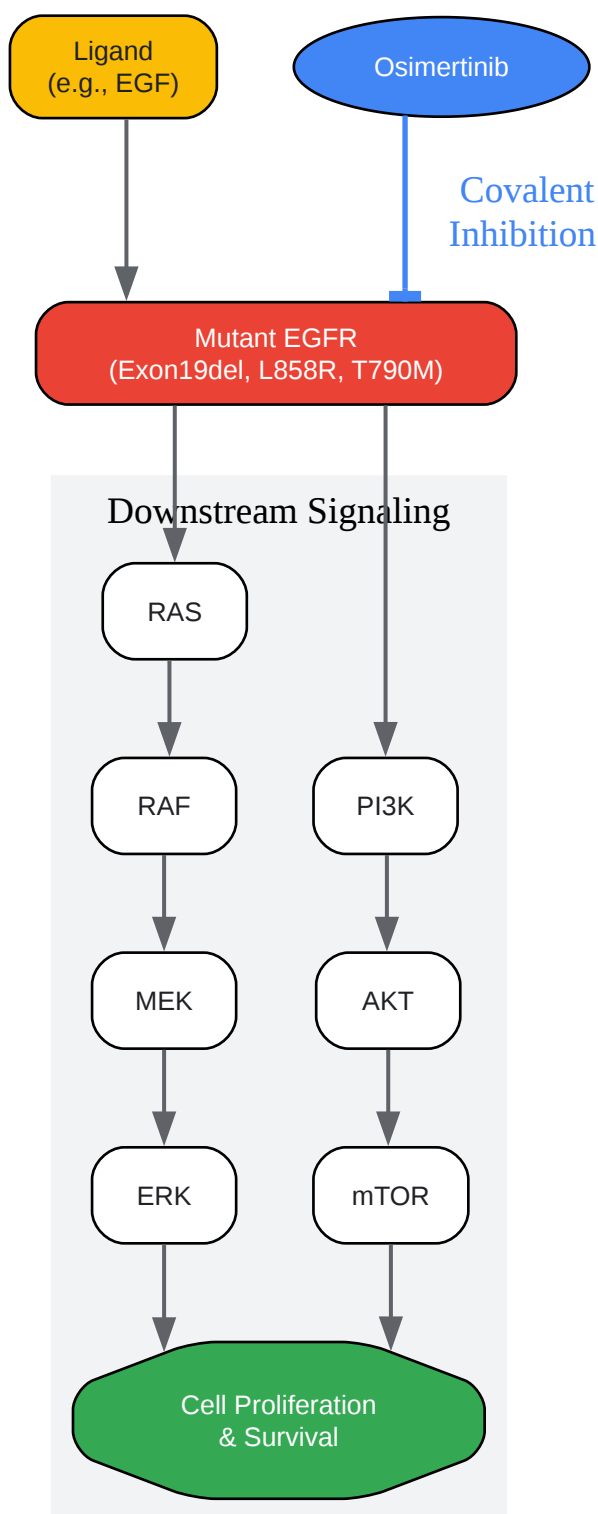 Ligand
(e.g., EGF)
Osimertinib
Covalent
Inhibition
Mutant EGFR
(Exon19del, L858R, T790M)
Downstream Signaling
RAS
RAF
PI3K
MEK
AKT
ERK
mTOR
Cell Proliferation
& Survival